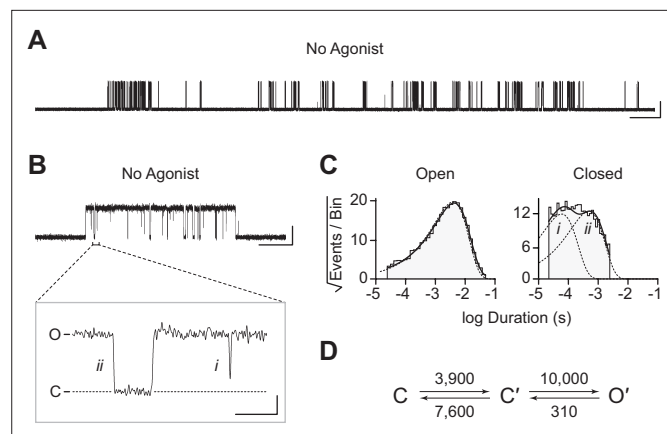 A
No Agonist
B
No Agonist
O
ii
i
C
C
Open
Closed
√Events / Bin
20
10
0
12
6
0
i
ii
-5 -4 -3 -2 -1
-5 -4 -3 -2 -1
log Duration (s)
D
C 3,900 7,600 C′ 10,000 310 O′